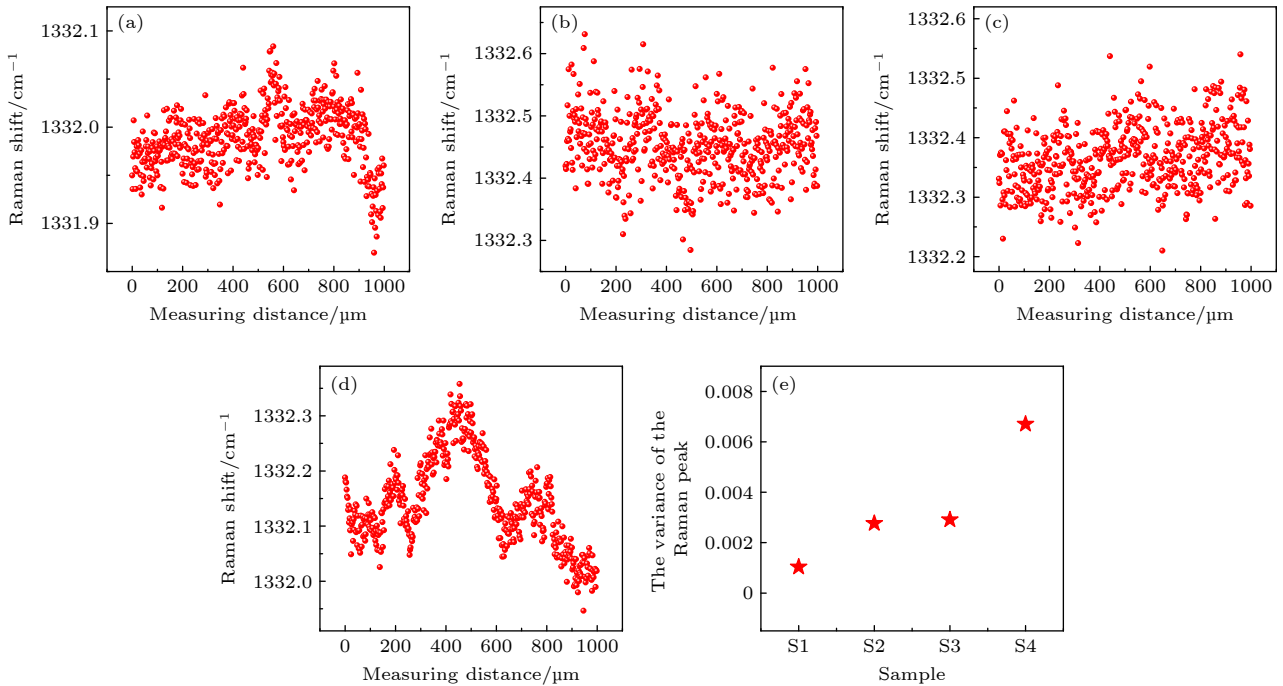 (a)
1332.1
1332.0
1331.9
Raman shift/cm⁻¹
0 200 400 600 800 1000
Measuring distance/µm
(b)
1332.6
1332.5
1332.4
1332.3
Raman shift/cm⁻¹
0 200 400 600 800 1000
Measuring distance/µm
(c)
1332.6
1332.5
1332.4
1332.3
1332.2
Raman shift/cm⁻¹
0 200 400 600 800 1000
Measuring distance/µm
(d)
1332.3
1332.2
1332.1
1332.0
Raman shift/cm⁻¹
0 200 400 600 800 1000
Measuring distance/µm
(e)
0.008
0.006
0.004
0.002
0
The variance of the
Raman peak
S1 S2 S3 S4
Sample